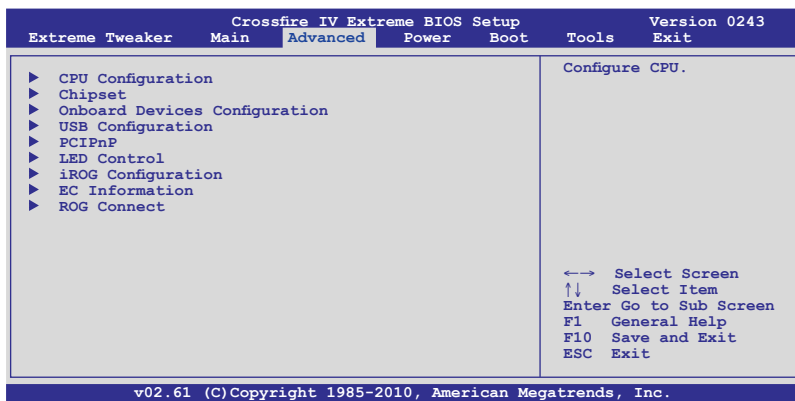 Crossfire IV Extreme BIOS Setup Version 0243
Extreme Tweaker Main Advanced Power Boot Tools Exit
CPU Configuration
Chipset
Onboard Devices Configuration
USB Configuration
PCIPnP
LED Control
iROG Configuration
EC Information
ROG Connect
Configure CPU.
←→ Select Screen
↑↓ Select Item
Enter Go to Sub Screen
F1 General Help
F10 Save and Exit
ESC Exit
v02.61 (C)Copyright 1985-2010, American Megatrends, Inc.